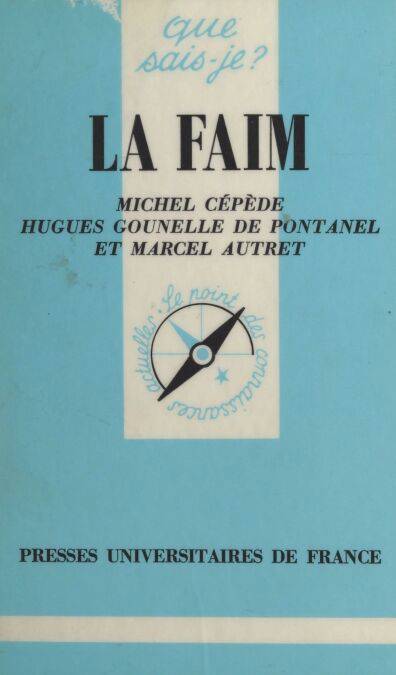 que
sais-je?
LA FAIM
MICHEL CÉPÈDE
HUGUES GOUNELLE DE PONTANEL
ET MARCEL AUTRET
Le point des connaissances actuelles.
PRESSES UNIVERSITAIRES DE FRANCE